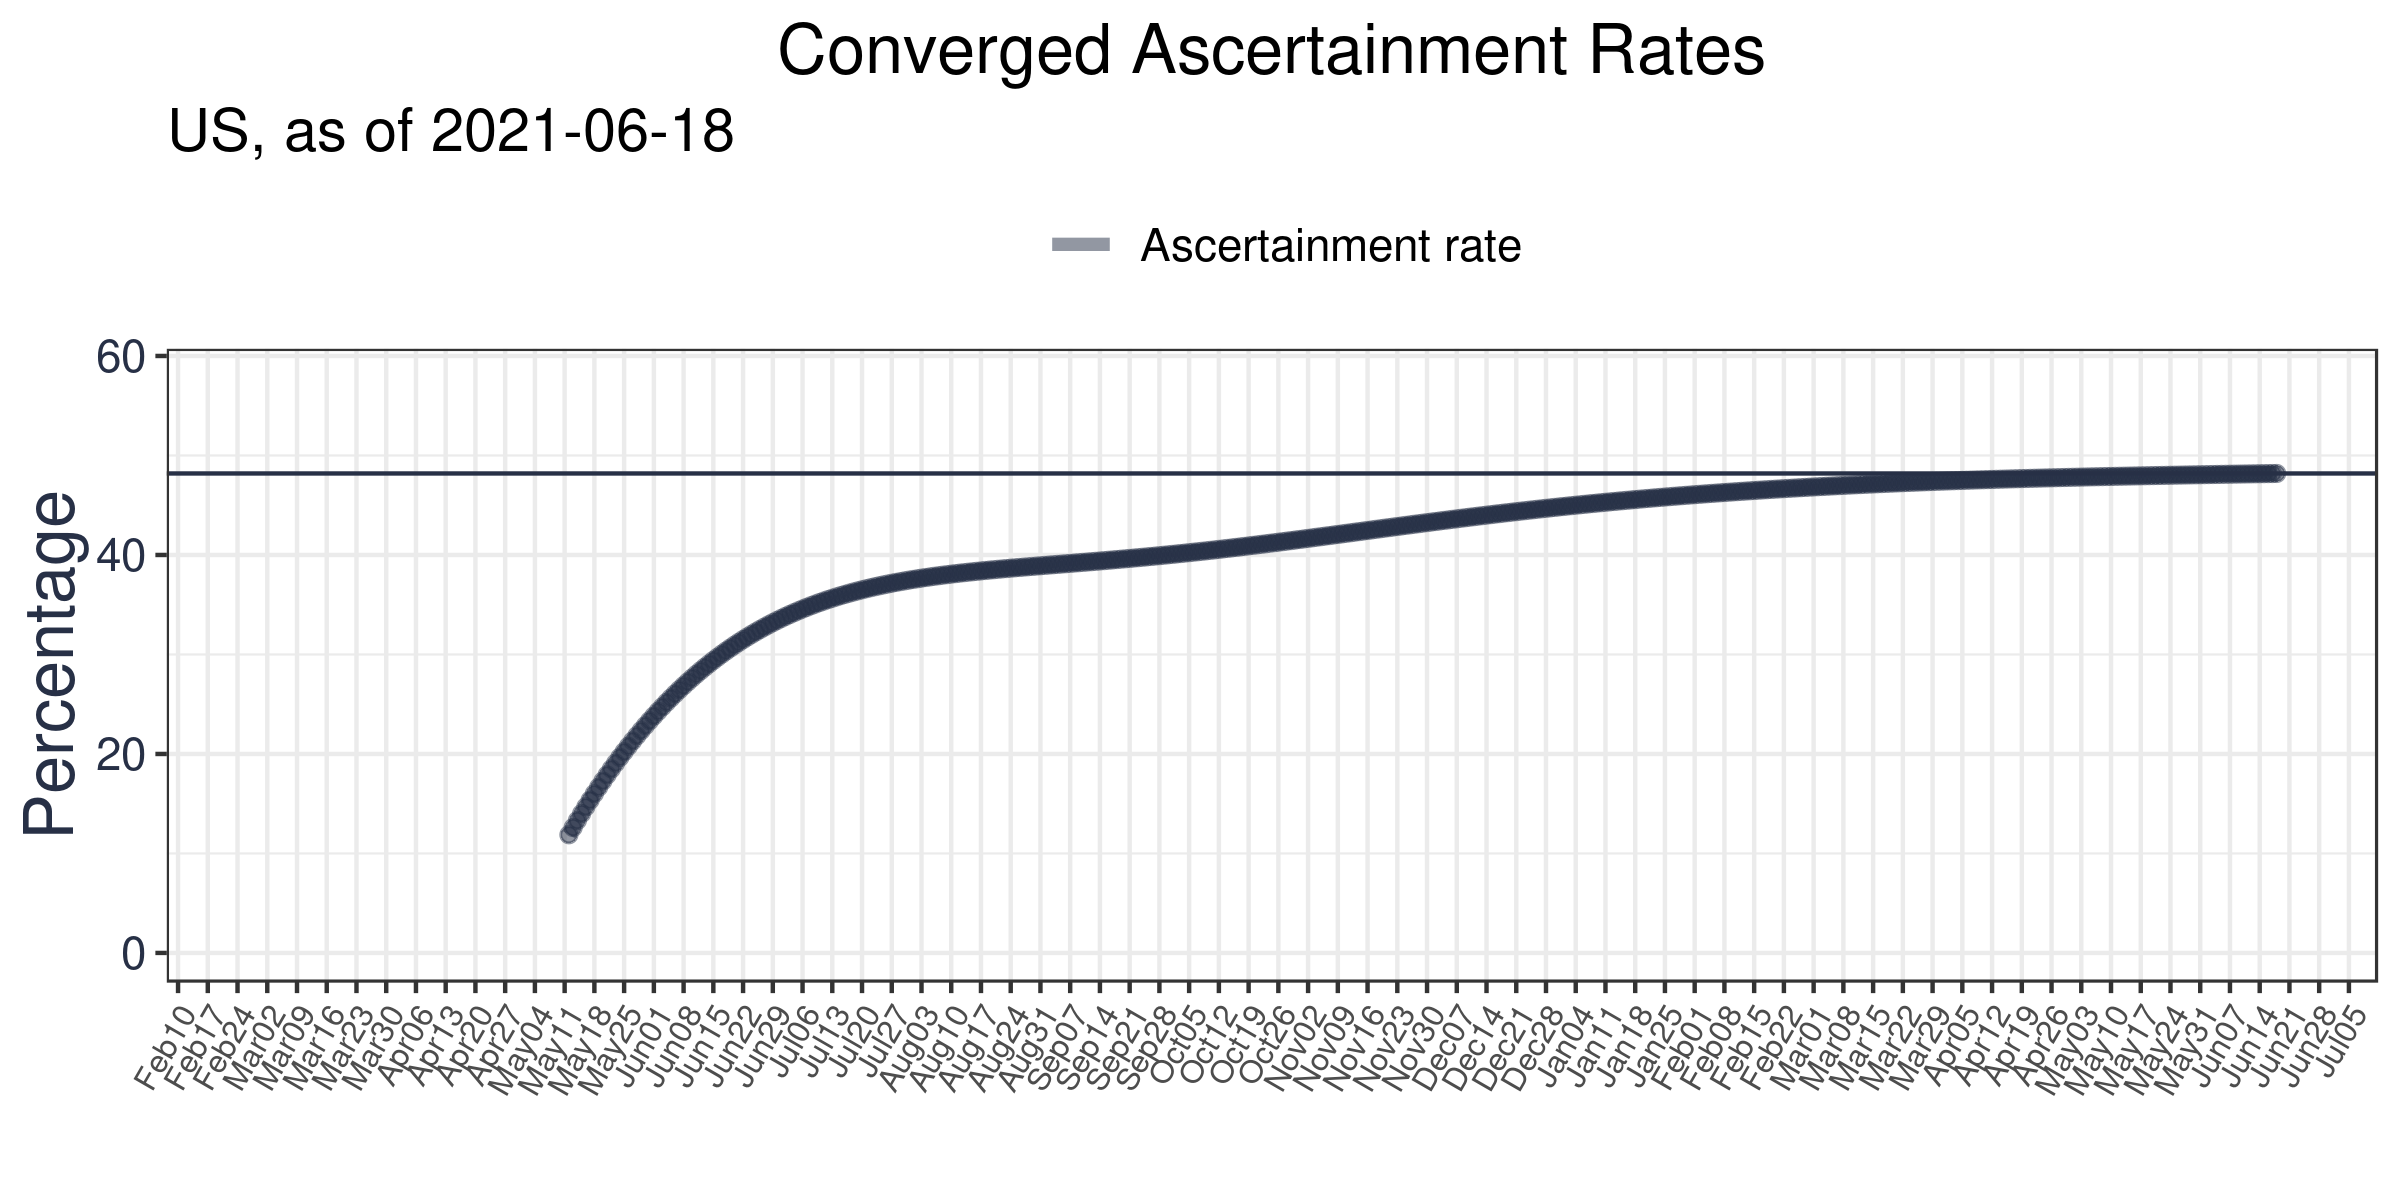 Converged Ascertainment Rates
US, as of 2021-06-18
Ascertainment rate
Percentage
60
40
20
0
Feb10
Feb17
Feb24
Mar02
Mar09
Mar16
Mar23
Mar30
Apr06
Apr13
Apr20
Apr27
May04
May11
May18
May25
Jun01
Jun08
Jun15
Jun22
Jun29
Jul06
Jul13
Jul20
Jul27
Aug03
Aug10
Aug17
Aug24
Aug31
Sep07
Sep14
Sep21
Sep28
Oct05
Oct12
Oct19
Oct26
Nov02
Nov09
Nov16
Nov23
Nov30
Dec07
Dec14
Dec21
Dec28
Jan04
Jan11
Jan18
Jan25
Feb01
Feb08
Feb15
Feb22
Mar01
Mar08
Mar15
Mar22
Mar29
Apr05
Apr12
Apr19
Apr26
May03
May10
May17
May24
May31
Jun07
Jun14
Jun21
Jun28
Jul05